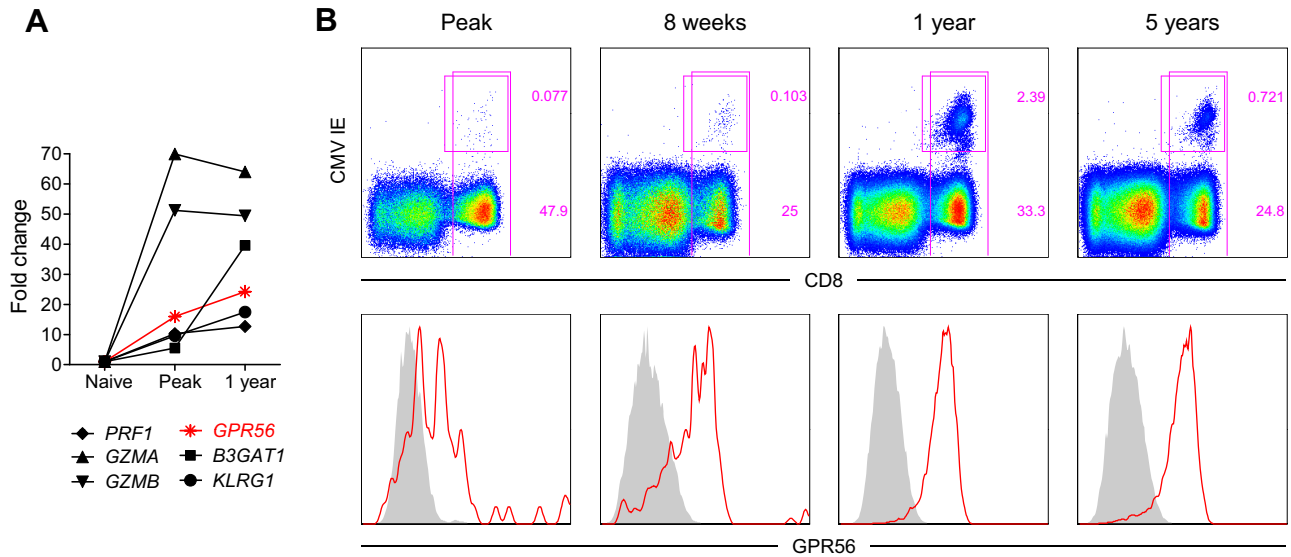 A
Fold change
70
60
50
40
30
20
10
0
Naive Peak 1 year
PRF1 GPR56
GZMA B3GAT1
GZMB KLRG1
B
Peak 8 weeks 1 year 5 years
CMV IE
0.077 0.103 2.39 0.721
47.9 25 33.3 24.8
CD8
GPR56